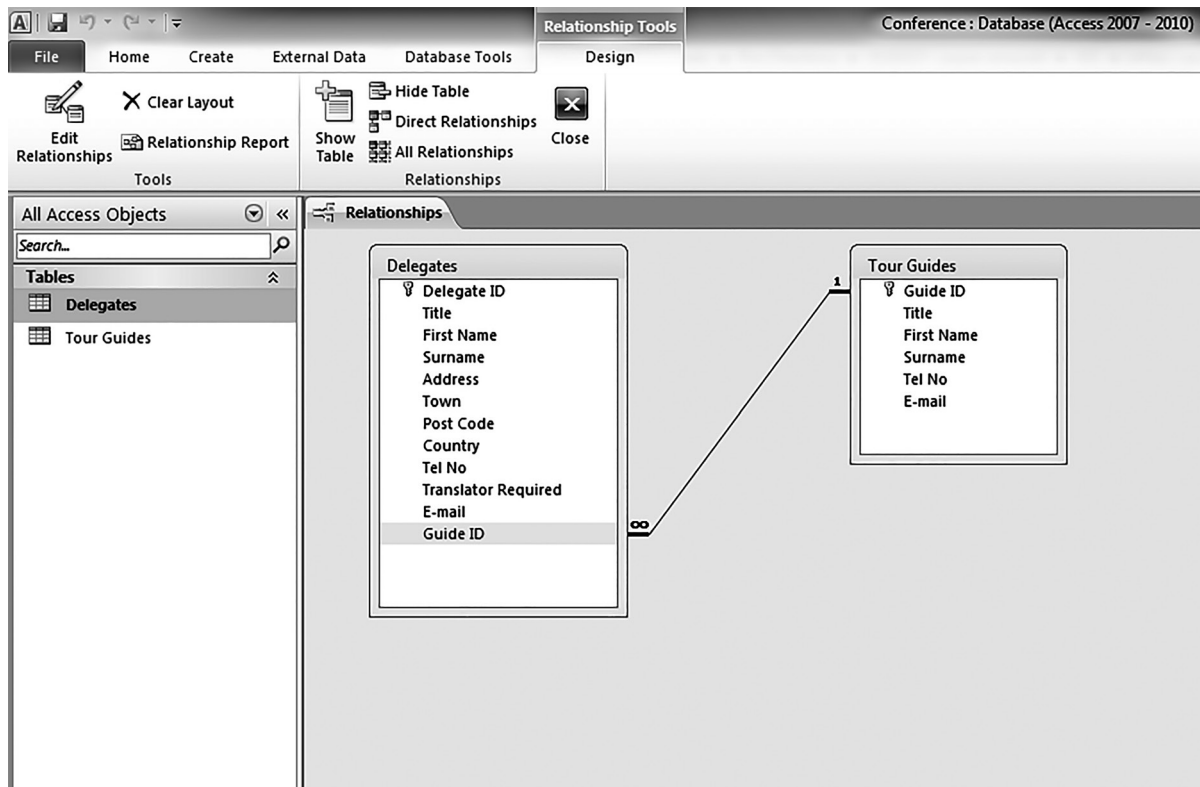 A
Relationship Tools
Conference : Database (Access 2007 - 2010)
File Home Create External Data Database Tools Design
Edit Relationships
Clear Layout
Relationship Report
Tools
Show Table
Hide Table
Direct Relationships
All Relationships
Close
Relationships
All Access Objects
Search...
Tables
Delegates
Tour Guides
Relationships
Delegates
Delegate ID
Title
First Name
Surname
Address
Town
Post Code
Country
Tel No
Translator Required
E-mail
Guide ID
∞
1
Tour Guides
Guide ID
Title
First Name
Surname
Tel No
E-mail